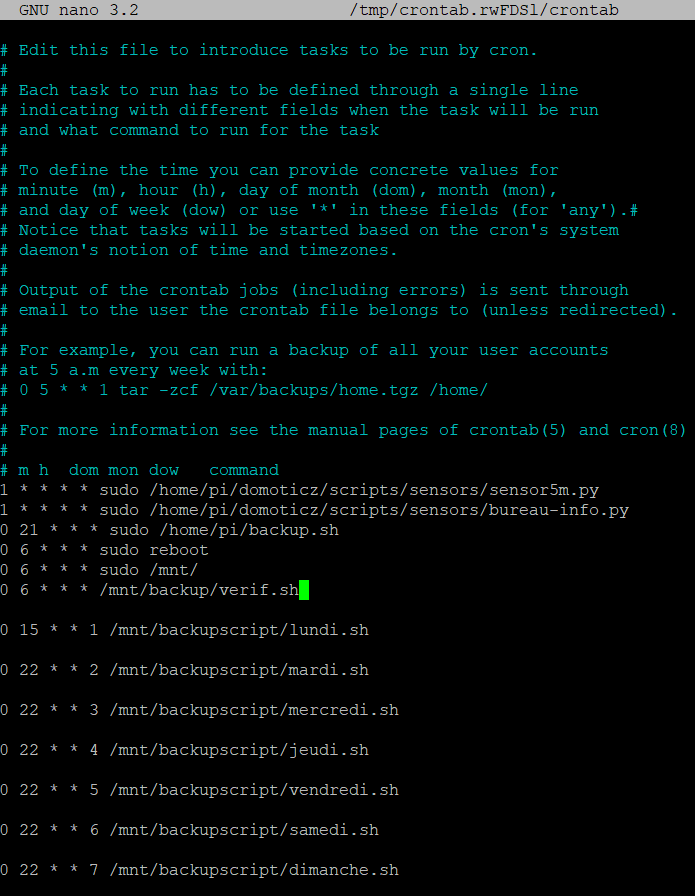 GNU nano 3.2 /tmp/crontab.rwFDSl/crontab
# Edit this file to introduce tasks to be run by cron.
#
# Each task to run has to be defined through a single line
# indicating with different fields when the task will be run
# and what command to run for the task
#
# To define the time you can provide concrete values for
# minute (m), hour (h), day of month (dom), month (mon),
# and day of week (dow) or use '*' in these fields (for 'any').#
# Notice that tasks will be started based on the cron's system
# daemon's notion of time and timezones.
#
# Output of the crontab jobs (including errors) is sent through
# email to the user the crontab file belongs to (unless redirected).
#
# For example, you can run a backup of all your user accounts
# at 5 a.m every week with:
# 0 5 * * 1 tar -zcf /var/backups/home.tgz /home/
#
# For more information see the manual pages of crontab(5) and cron(8)
#
# m h  dom mon dow   command
1 * * * * sudo /home/pi/domoticz/scripts/sensors/sensor5m.py
1 * * * * sudo /home/pi/domoticz/scripts/sensors/bureau-info.py
0 21 * * * sudo /home/pi/backup.sh
0 6 * * * sudo reboot
0 6 * * * sudo /mnt/
0 6 * * * /mnt/backup/verif.sh
0 15 * * 1 /mnt/backupscript/lundi.sh
0 22 * * 2 /mnt/backupscript/mardi.sh
0 22 * * 3 /mnt/backupscript/mercredi.sh
0 22 * * 4 /mnt/backupscript/jeudi.sh
0 22 * * 5 /mnt/backupscript/vendredi.sh
0 22 * * 6 /mnt/backupscript/samedi.sh
0 22 * * 7 /mnt/backupscript/dimanche.sh